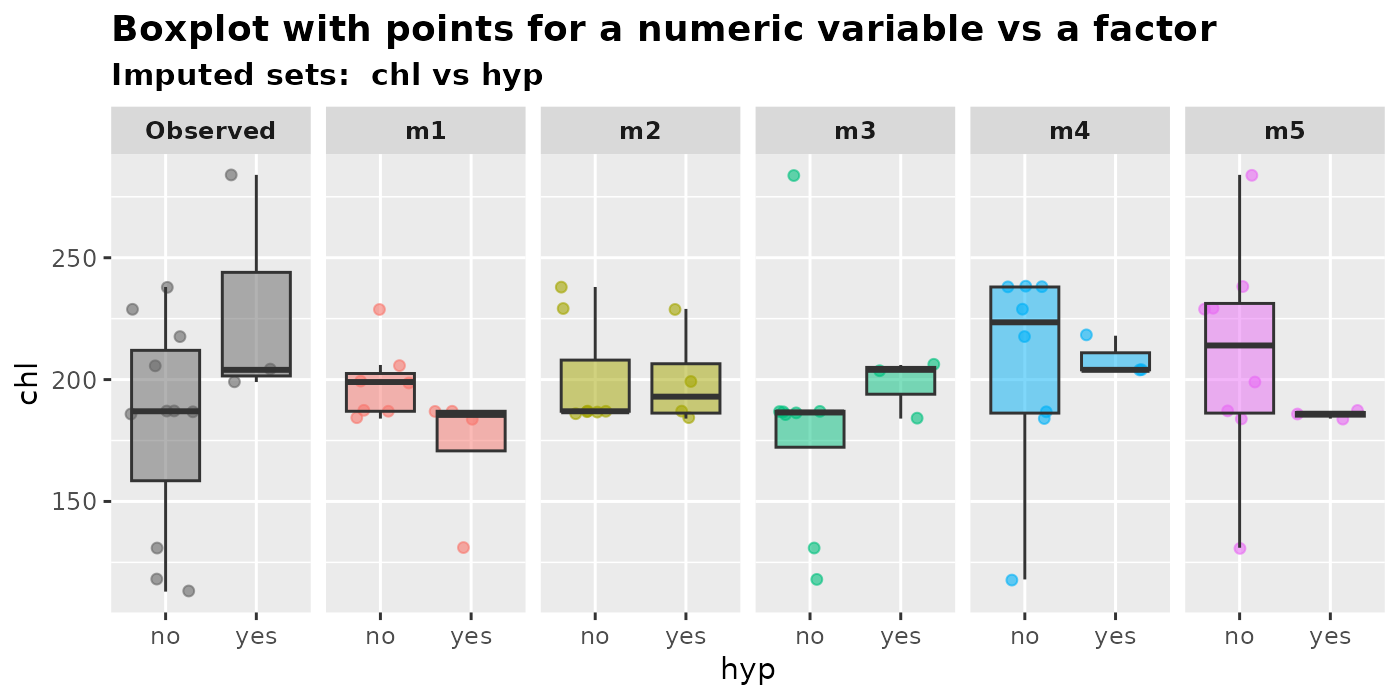 Boxplot with points for a numeric variable vs a factor
Imputed sets:  chl vs hyp
Observed m1 m2 m3 m4 m5
chl
250
200
150
no yes no yes no yes no yes no yes no yes
hyp